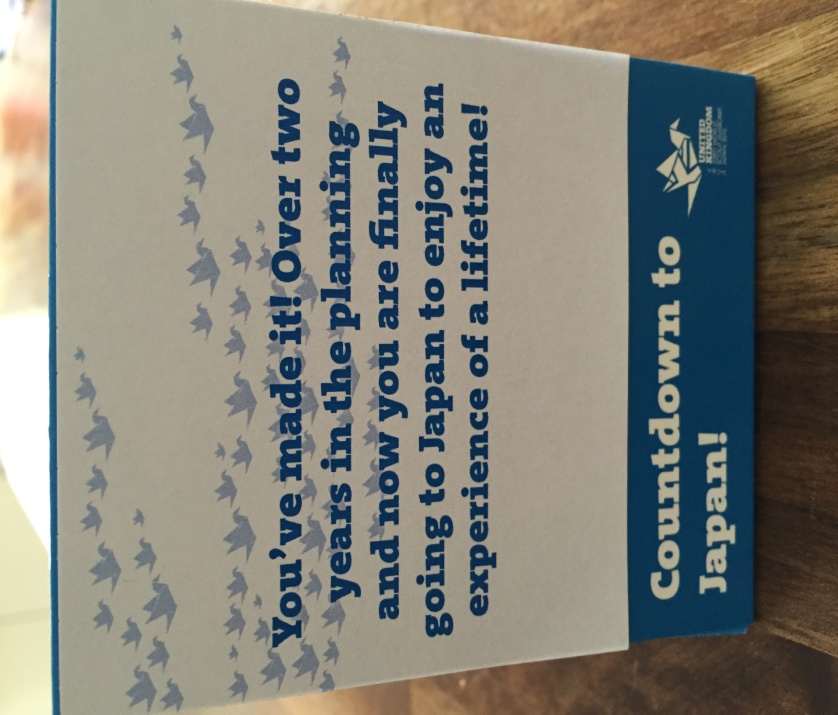 You've made it! Over two
years in the planning
and now you are finally
going to Japan to enjoy an
experience of a lifetime!
Countdown to
Japan!
UNITED
KINGDOM